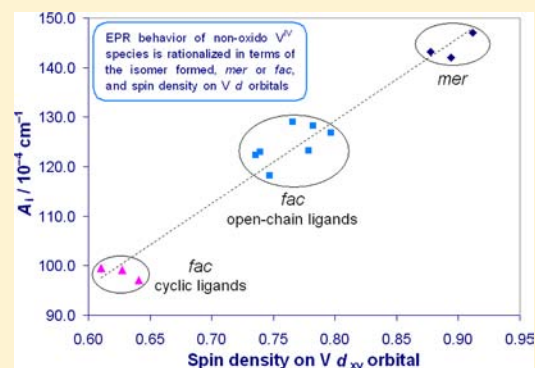 EPR behavior of non-oxido Vᴵⱽ
species is rationalized in terms of
the isomer formed, mer or fac,
and spin density on V d orbitals
150.0
140.0
130.0
120.0
110.0
100.0
90.0
Aᵢ / 10⁻⁴ cm⁻¹
mer
fac
open-chain ligands
fac
cyclic ligands
0.60 0.65 0.70 0.75 0.80 0.85 0.90 0.95
Spin density on V dxy orbital